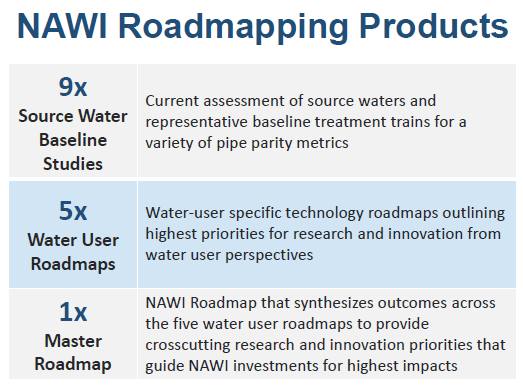 NAWI Roadmapping Products
9x
Source Water
Baseline
Studies
Current assessment of source waters and
representative baseline treatment trains for a
variety of pipe parity metrics
5x
Water User
Roadmaps
Water-user specific technology roadmaps outlining
highest priorities for research and innovation from
water user perspectives
1x
Master
Roadmap
NAWI Roadmap that synthesizes outcomes across
the five water user roadmaps to provide
crosscutting research and innovation priorities that
guide NAWI investments for highest impacts